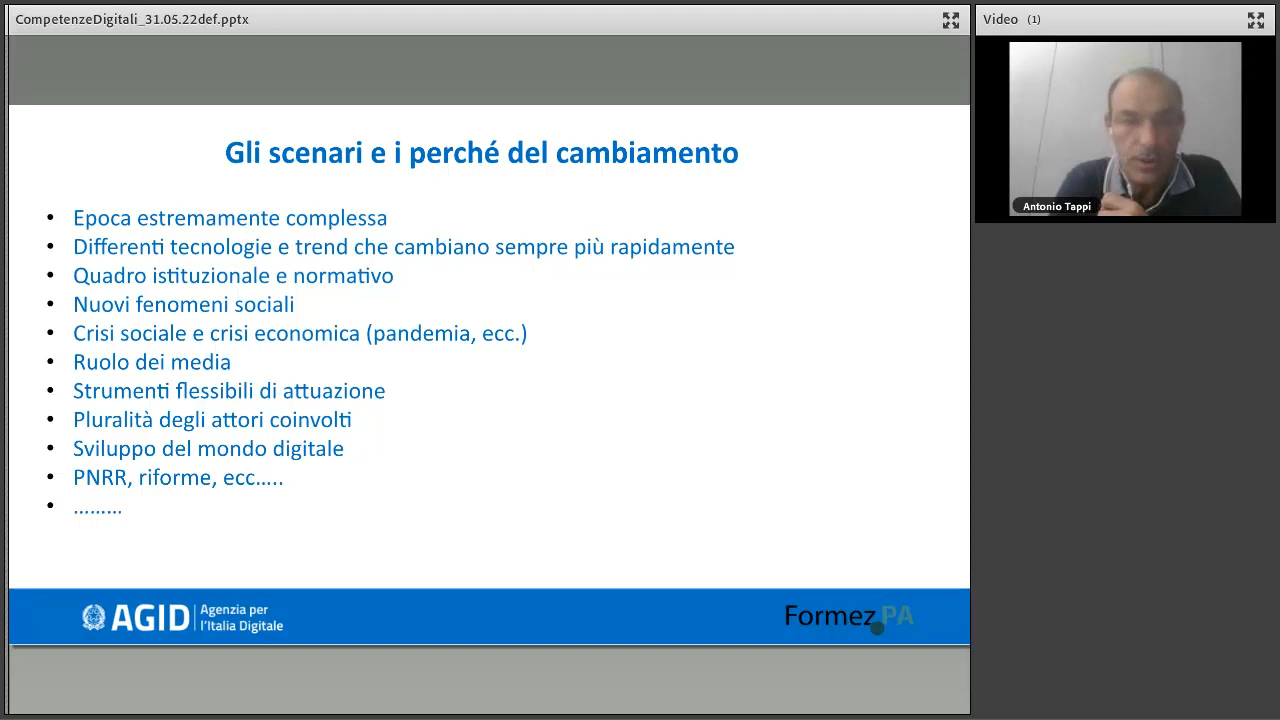 CompetenzeDigitali_31.05.22def.pptx
Video (1)
Antonio Tappi
Gli scenari e i perché del cambiamento
• Epoca estremamente complessa
• Differenti tecnologie e trend che cambiano sempre più rapidamente
• Quadro istituzionale e normativo
• Nuovi fenomeni sociali
• Crisi sociale e crisi economica (pandemia, ecc.)
• Ruolo dei media
• Strumenti flessibili di attuazione
• Pluralità degli attori coinvolti
• Sviluppo del mondo digitale
• PNRR, riforme, ecc…..
• ………
AGID Agenzia per
l'Italia Digitale
Formez PA